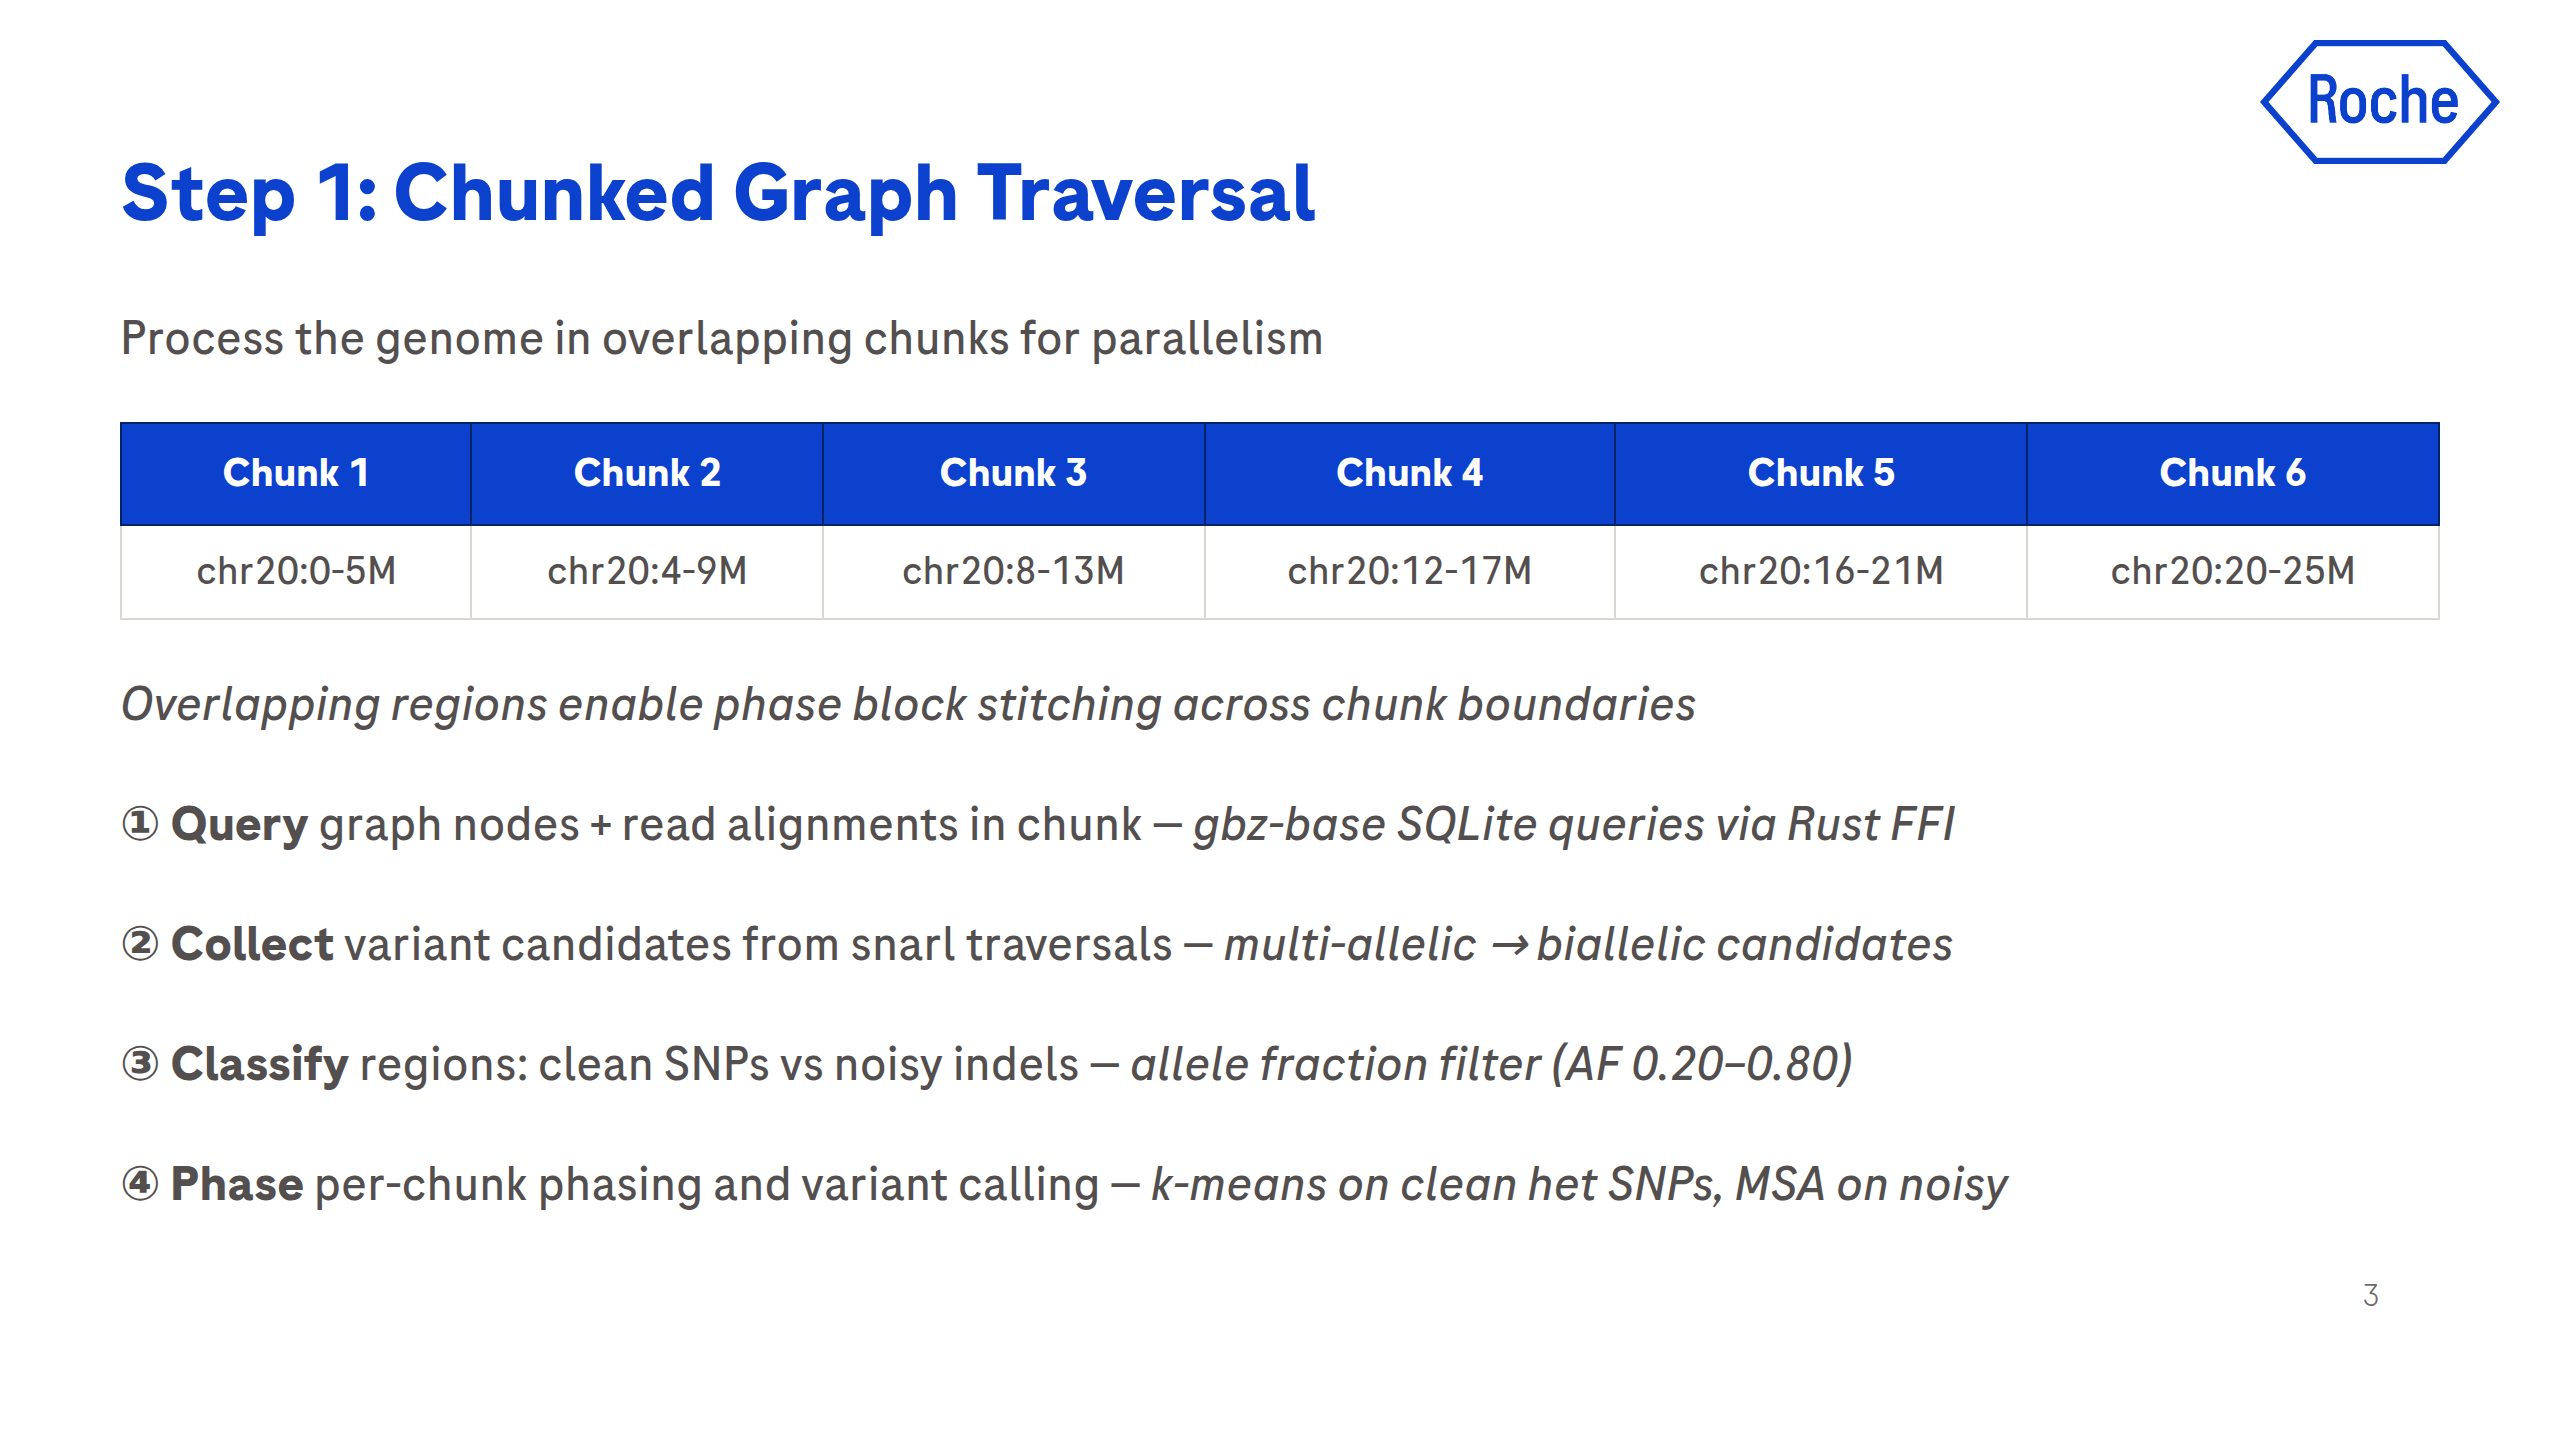 Roche
Step 1: Chunked Graph Traversal
Process the genome in overlapping chunks for parallelism
Chunk 1 Chunk 2 Chunk 3 Chunk 4 Chunk 5 Chunk 6
chr20:0-5M chr20:4-9M chr20:8-13M chr20:12-17M chr20:16-21M chr20:20-25M
Overlapping regions enable phase block stitching across chunk boundaries
① Query graph nodes + read alignments in chunk — gbz-base SQLite queries via Rust FFI
② Collect variant candidates from snarl traversals — multi-allelic → biallelic candidates
③ Classify regions: clean SNPs vs noisy indels — allele fraction filter (AF 0.20–0.80)
④ Phase per-chunk phasing and variant calling — k-means on clean het SNPs, MSA on noisy
3